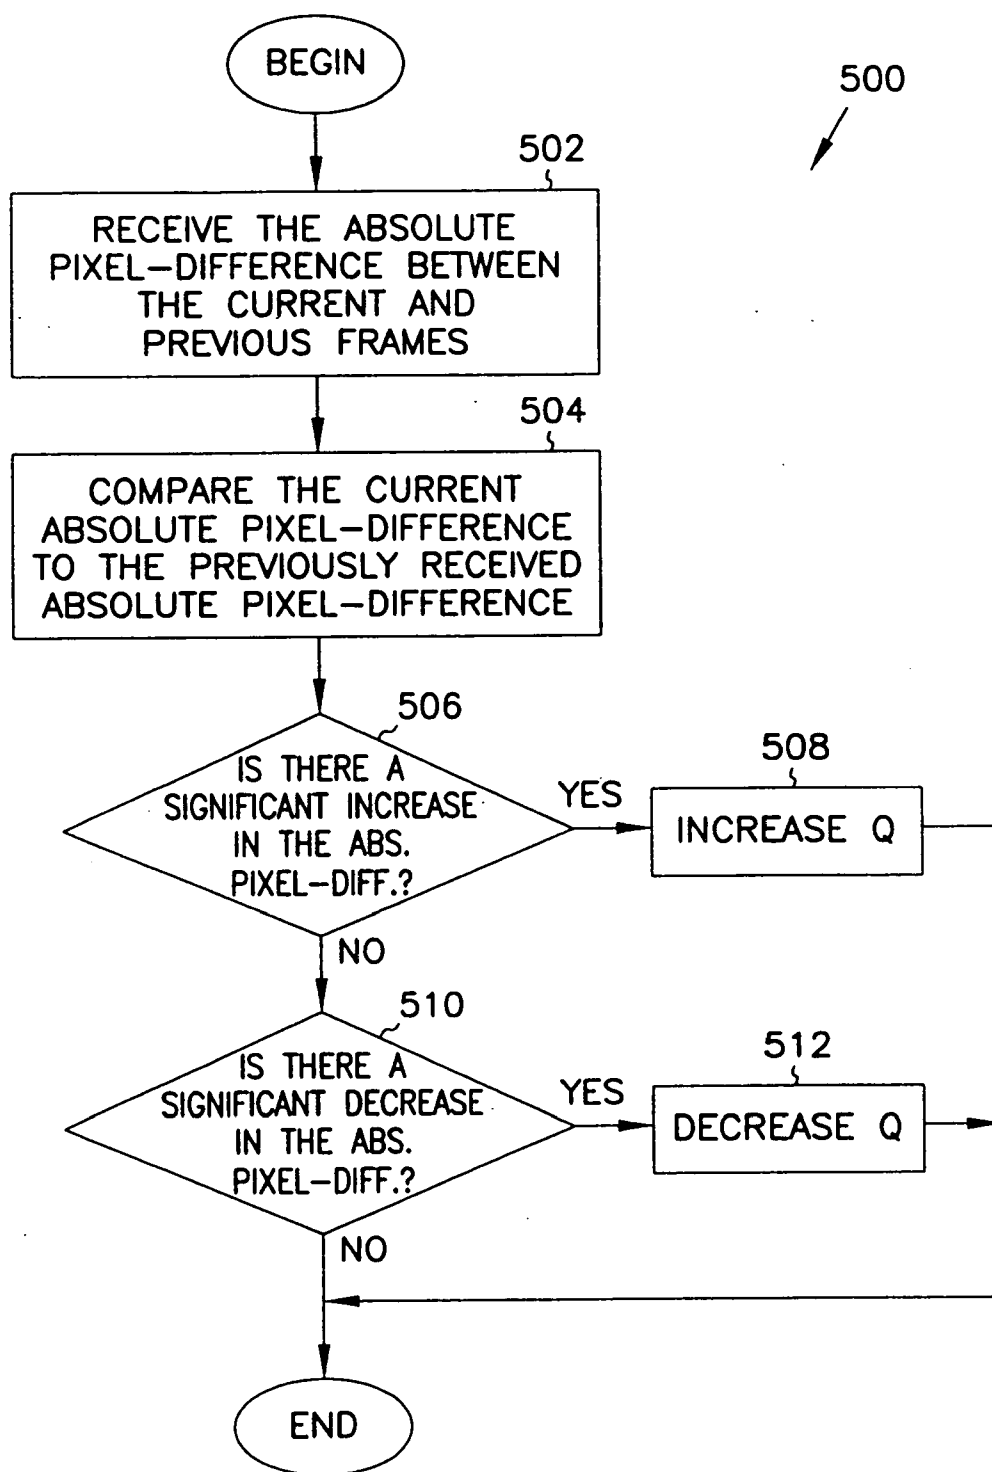 BEGIN
500
502
RECEIVE THE ABSOLUTE
PIXEL-DIFFERENCE BETWEEN
THE CURRENT AND
PREVIOUS FRAMES
504
COMPARE THE CURRENT
ABSOLUTE PIXEL-DIFFERENCE
TO THE PREVIOUSLY RECEIVED
ABSOLUTE PIXEL-DIFFERENCE
506
IS THERE A
SIGNIFICANT INCREASE
IN THE ABS.
PIXEL-DIFF.?
YES
508
INCREASE Q
NO
510
IS THERE A
SIGNIFICANT DECREASE
IN THE ABS.
PIXEL-DIFF.?
YES
512
DECREASE Q
NO
END